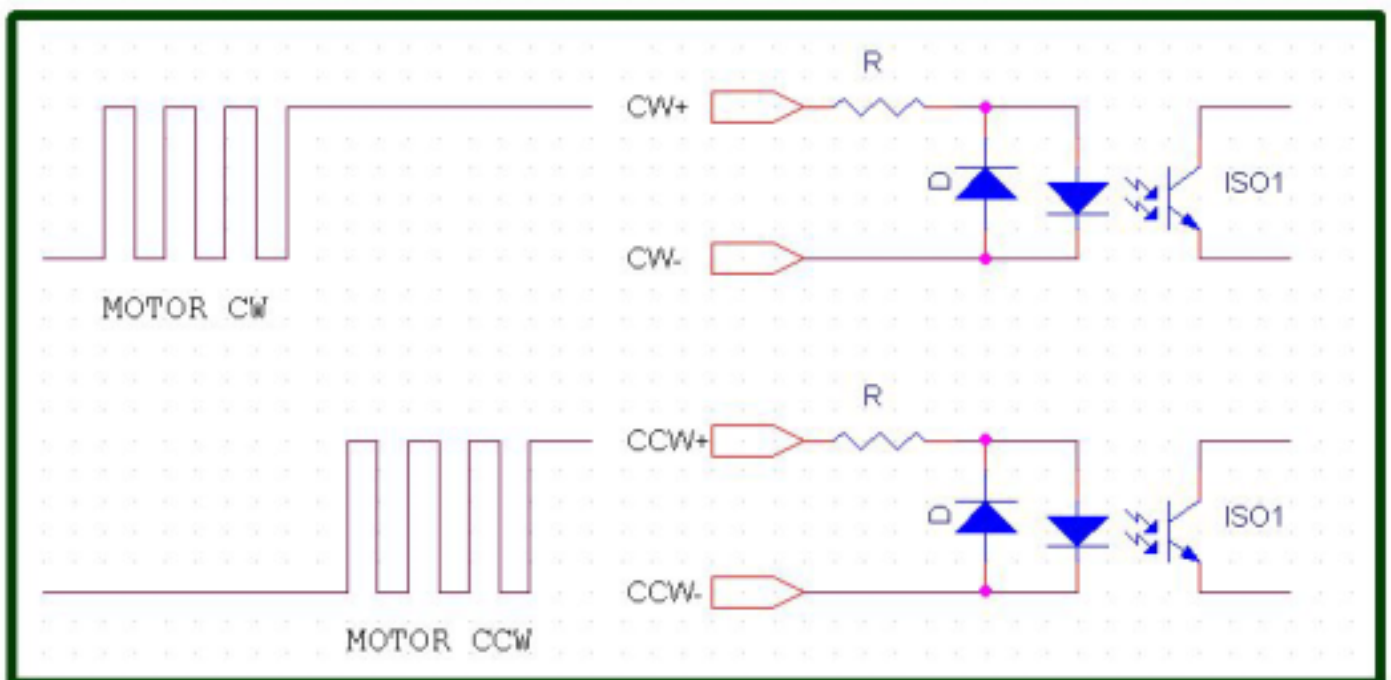 R
CW+
D
ISO1
CW-
MOTOR CW
R
CCW+
D
ISO1
CCW-
MOTOR CCW